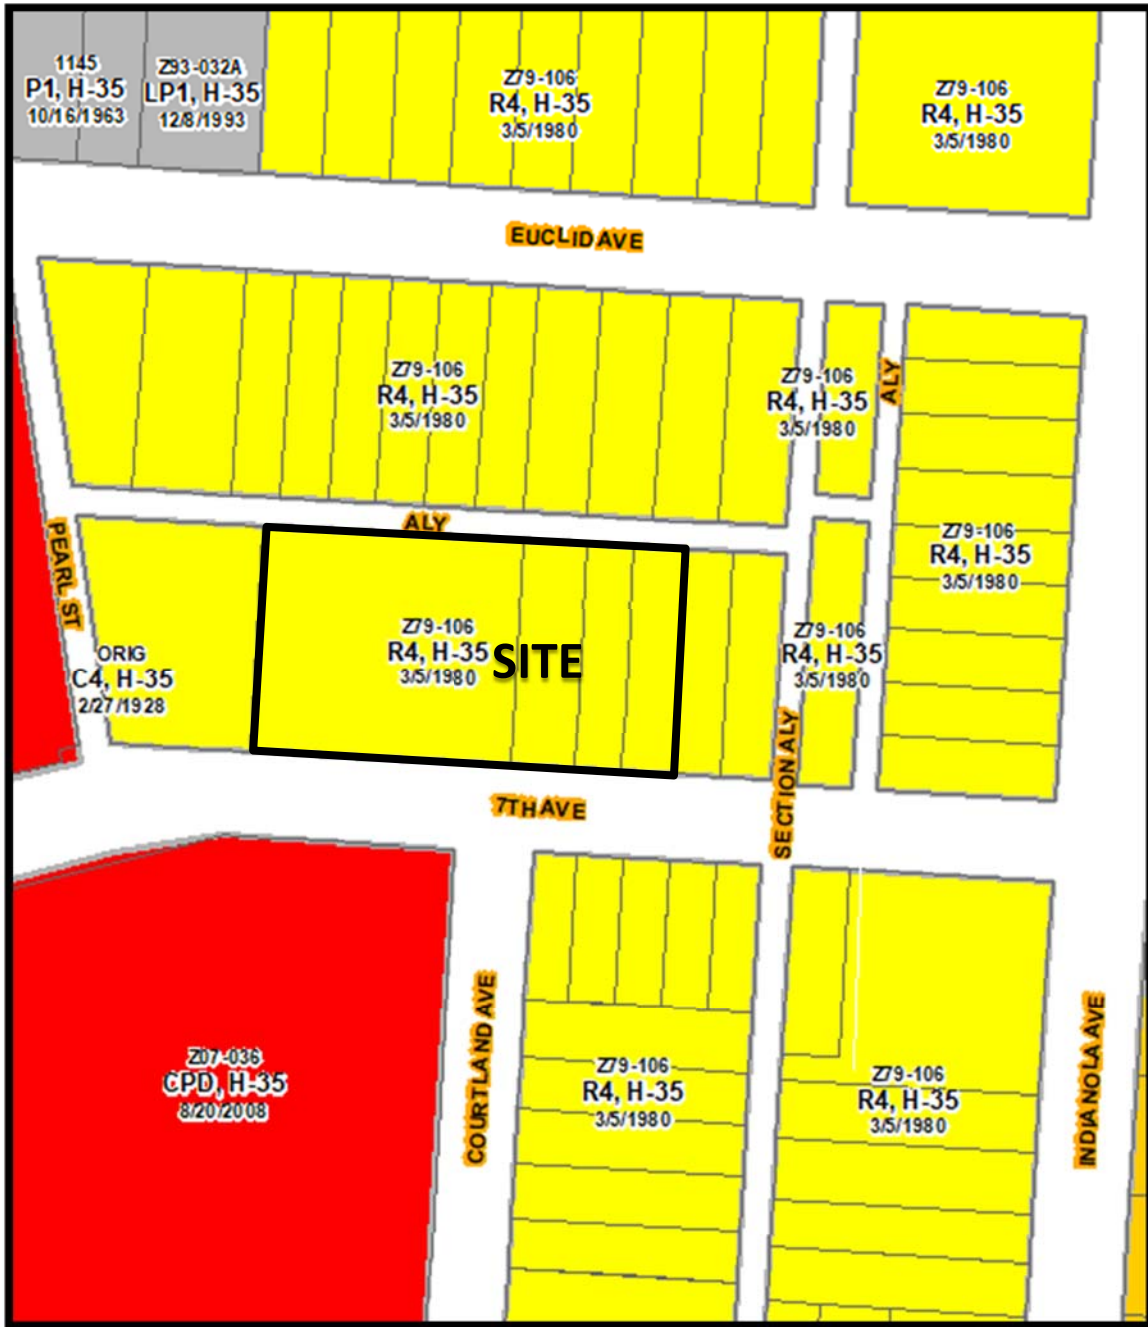 1145
P1, H-35
10/16/1963
Z93-032A
LP1, H-35
12/8/1993
Z79-106
R4, H-35
3/5/1980
Z79-106
R4, H-35
3/5/1980
EUCLID AVE
Z79-106
R4, H-35
3/5/1980
Z79-106
R4, H-35
3/5/1980
ALY
ALY
Z79-106
R4, H-35
3/5/1980
PEARL ST
ORIG
C4, H-35
2/27/1928
Z79-106
R4, H-35
3/5/1980
SITE
Z79-106
R4, H-35
3/5/1980
SECTION ALY
7TH AVE
Z07-036
CPD, H-35
8/20/2008
COURTLAND AVE
Z79-106
R4, H-35
3/5/1980
Z79-106
R4, H-35
3/5/1980
INDIANOLA AVE